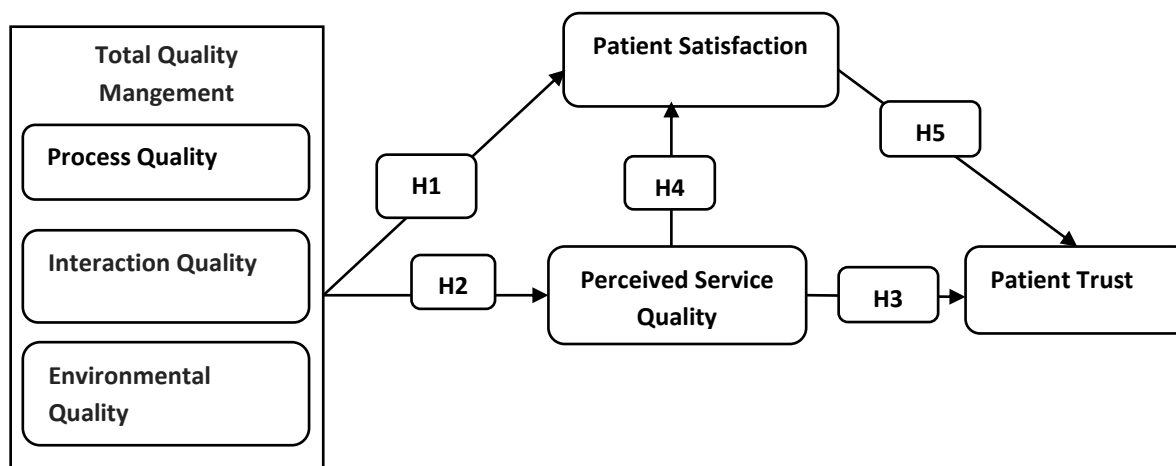 Total Quality
Mangement
Process Quality
Interaction Quality
Environmental
Quality
Patient Satisfaction
H1
H4
H5
H2
Perceived Service
Quality
H3
Patient Trust